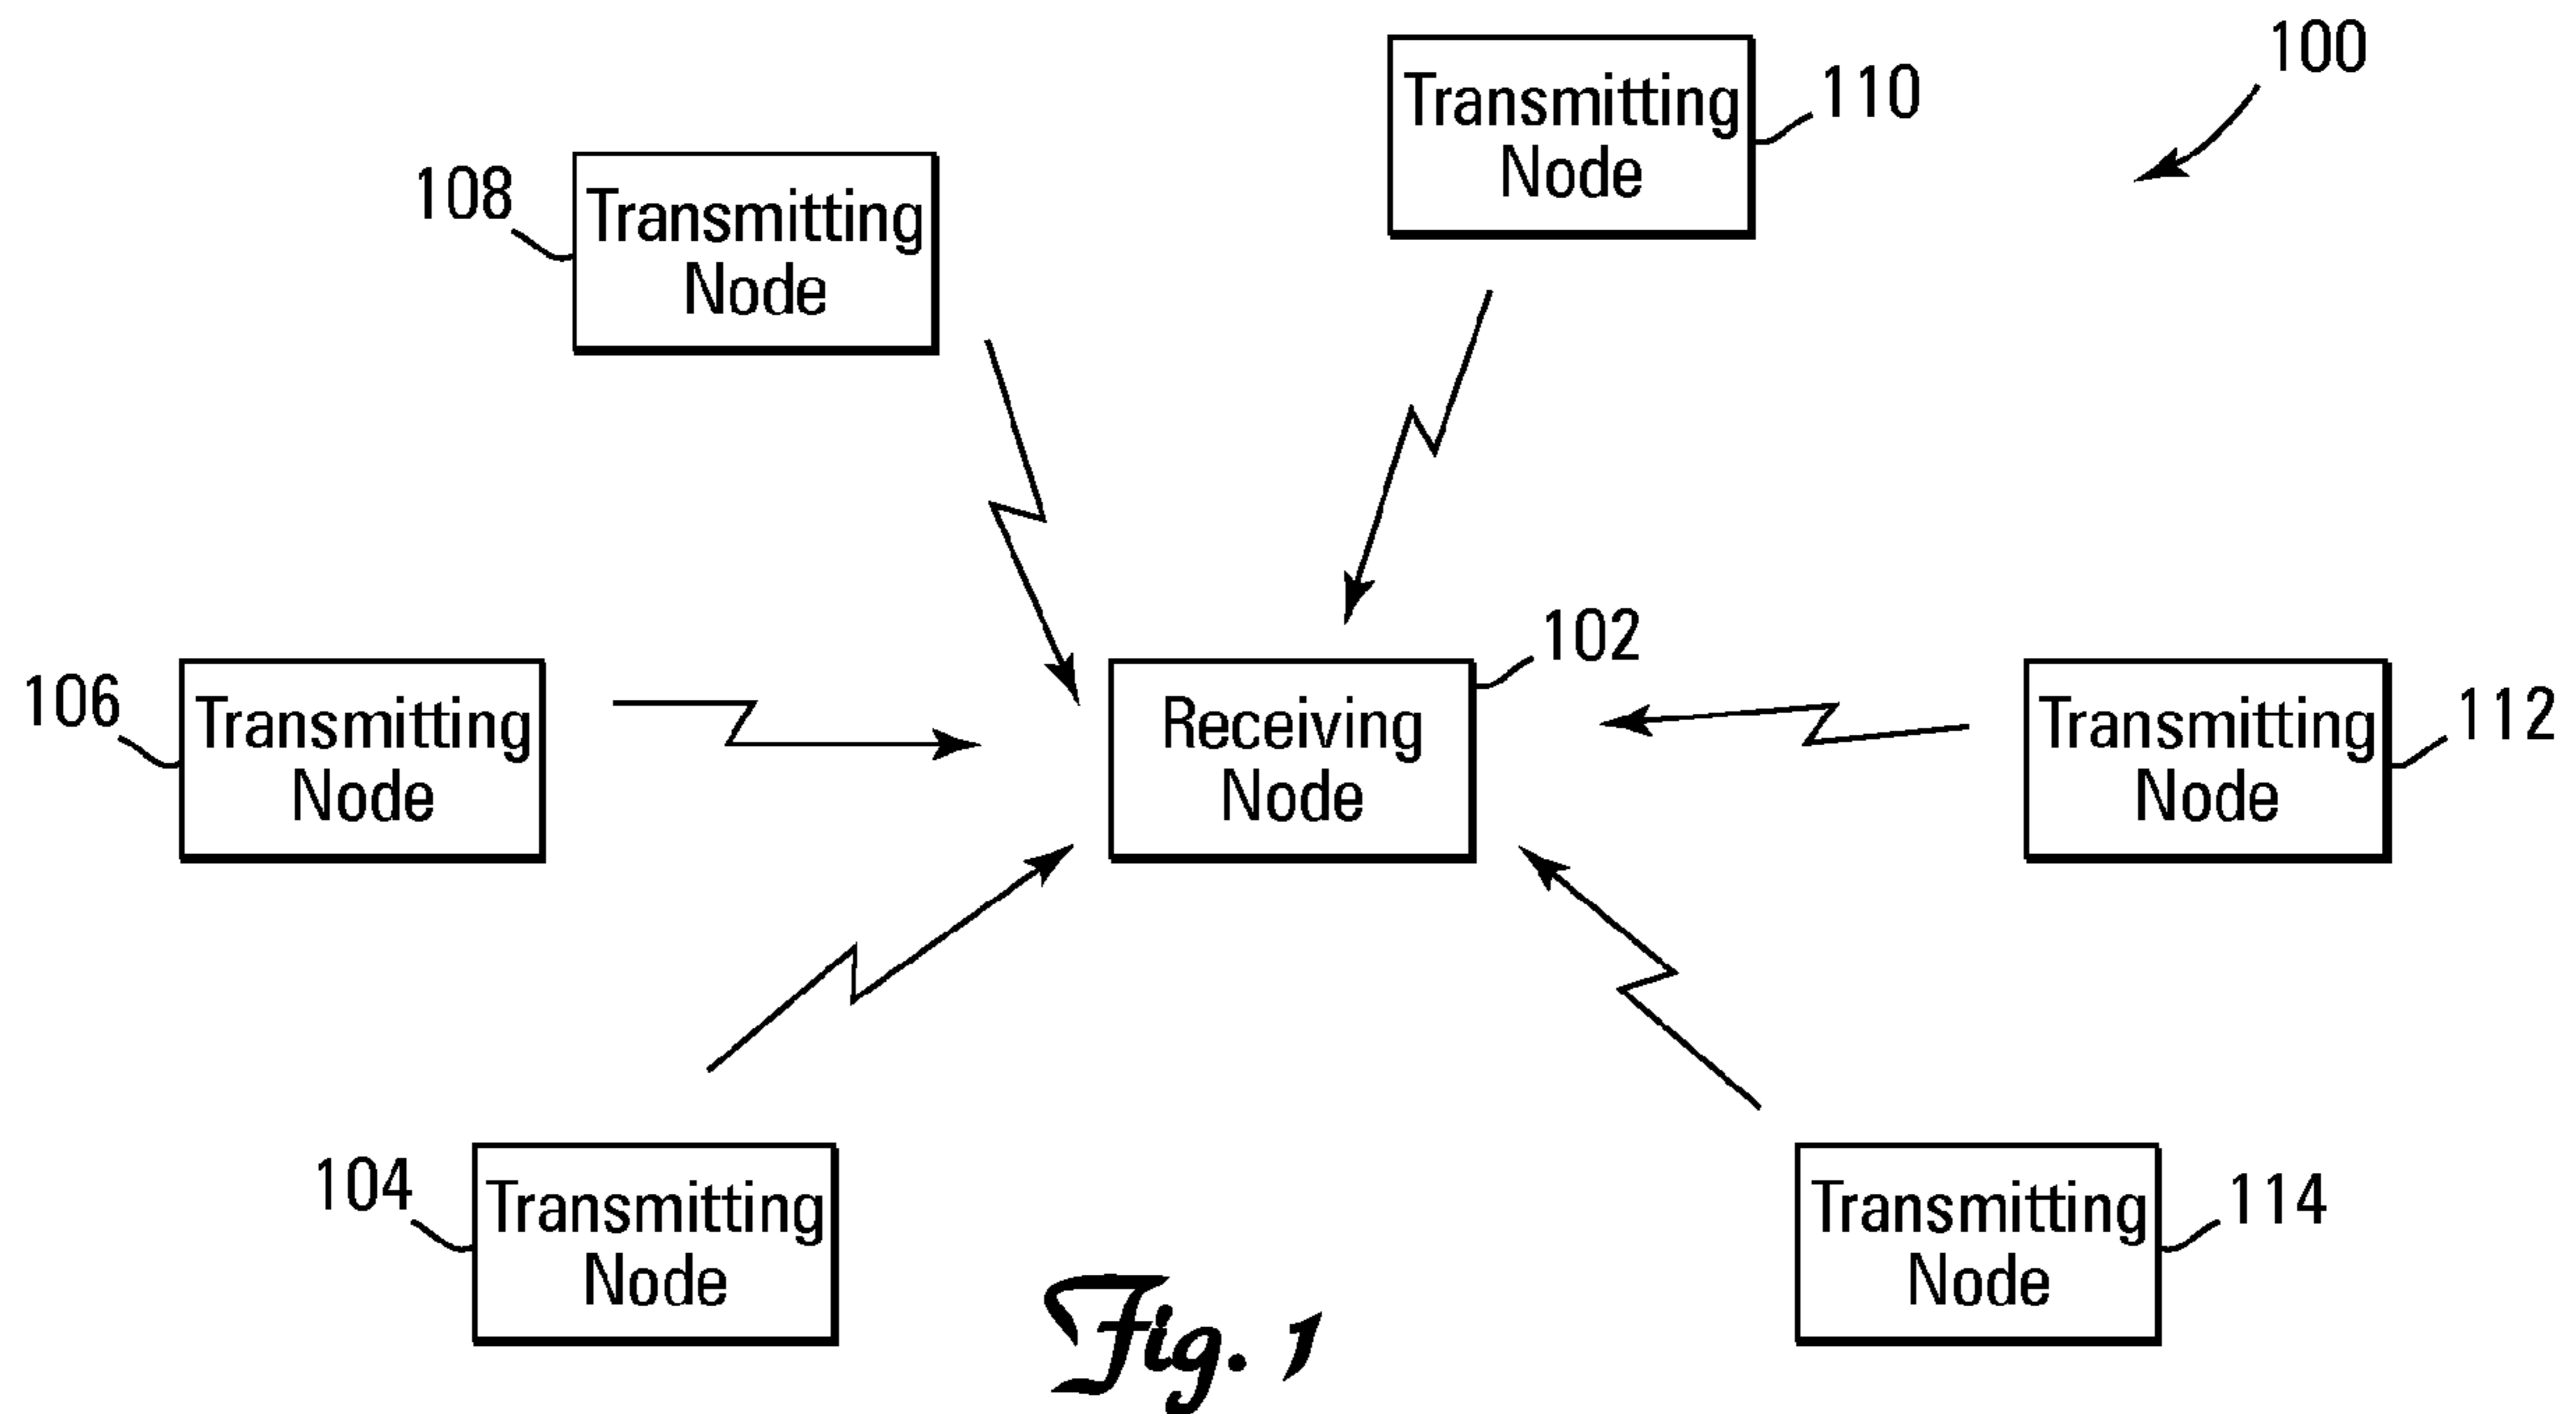 100
110
Transmitting
Node
108
Transmitting
Node
102
106
Transmitting
Node
Receiving
Node
112
Transmitting
Node
104
Transmitting
Node
114
Transmitting
Node
Fig. 1